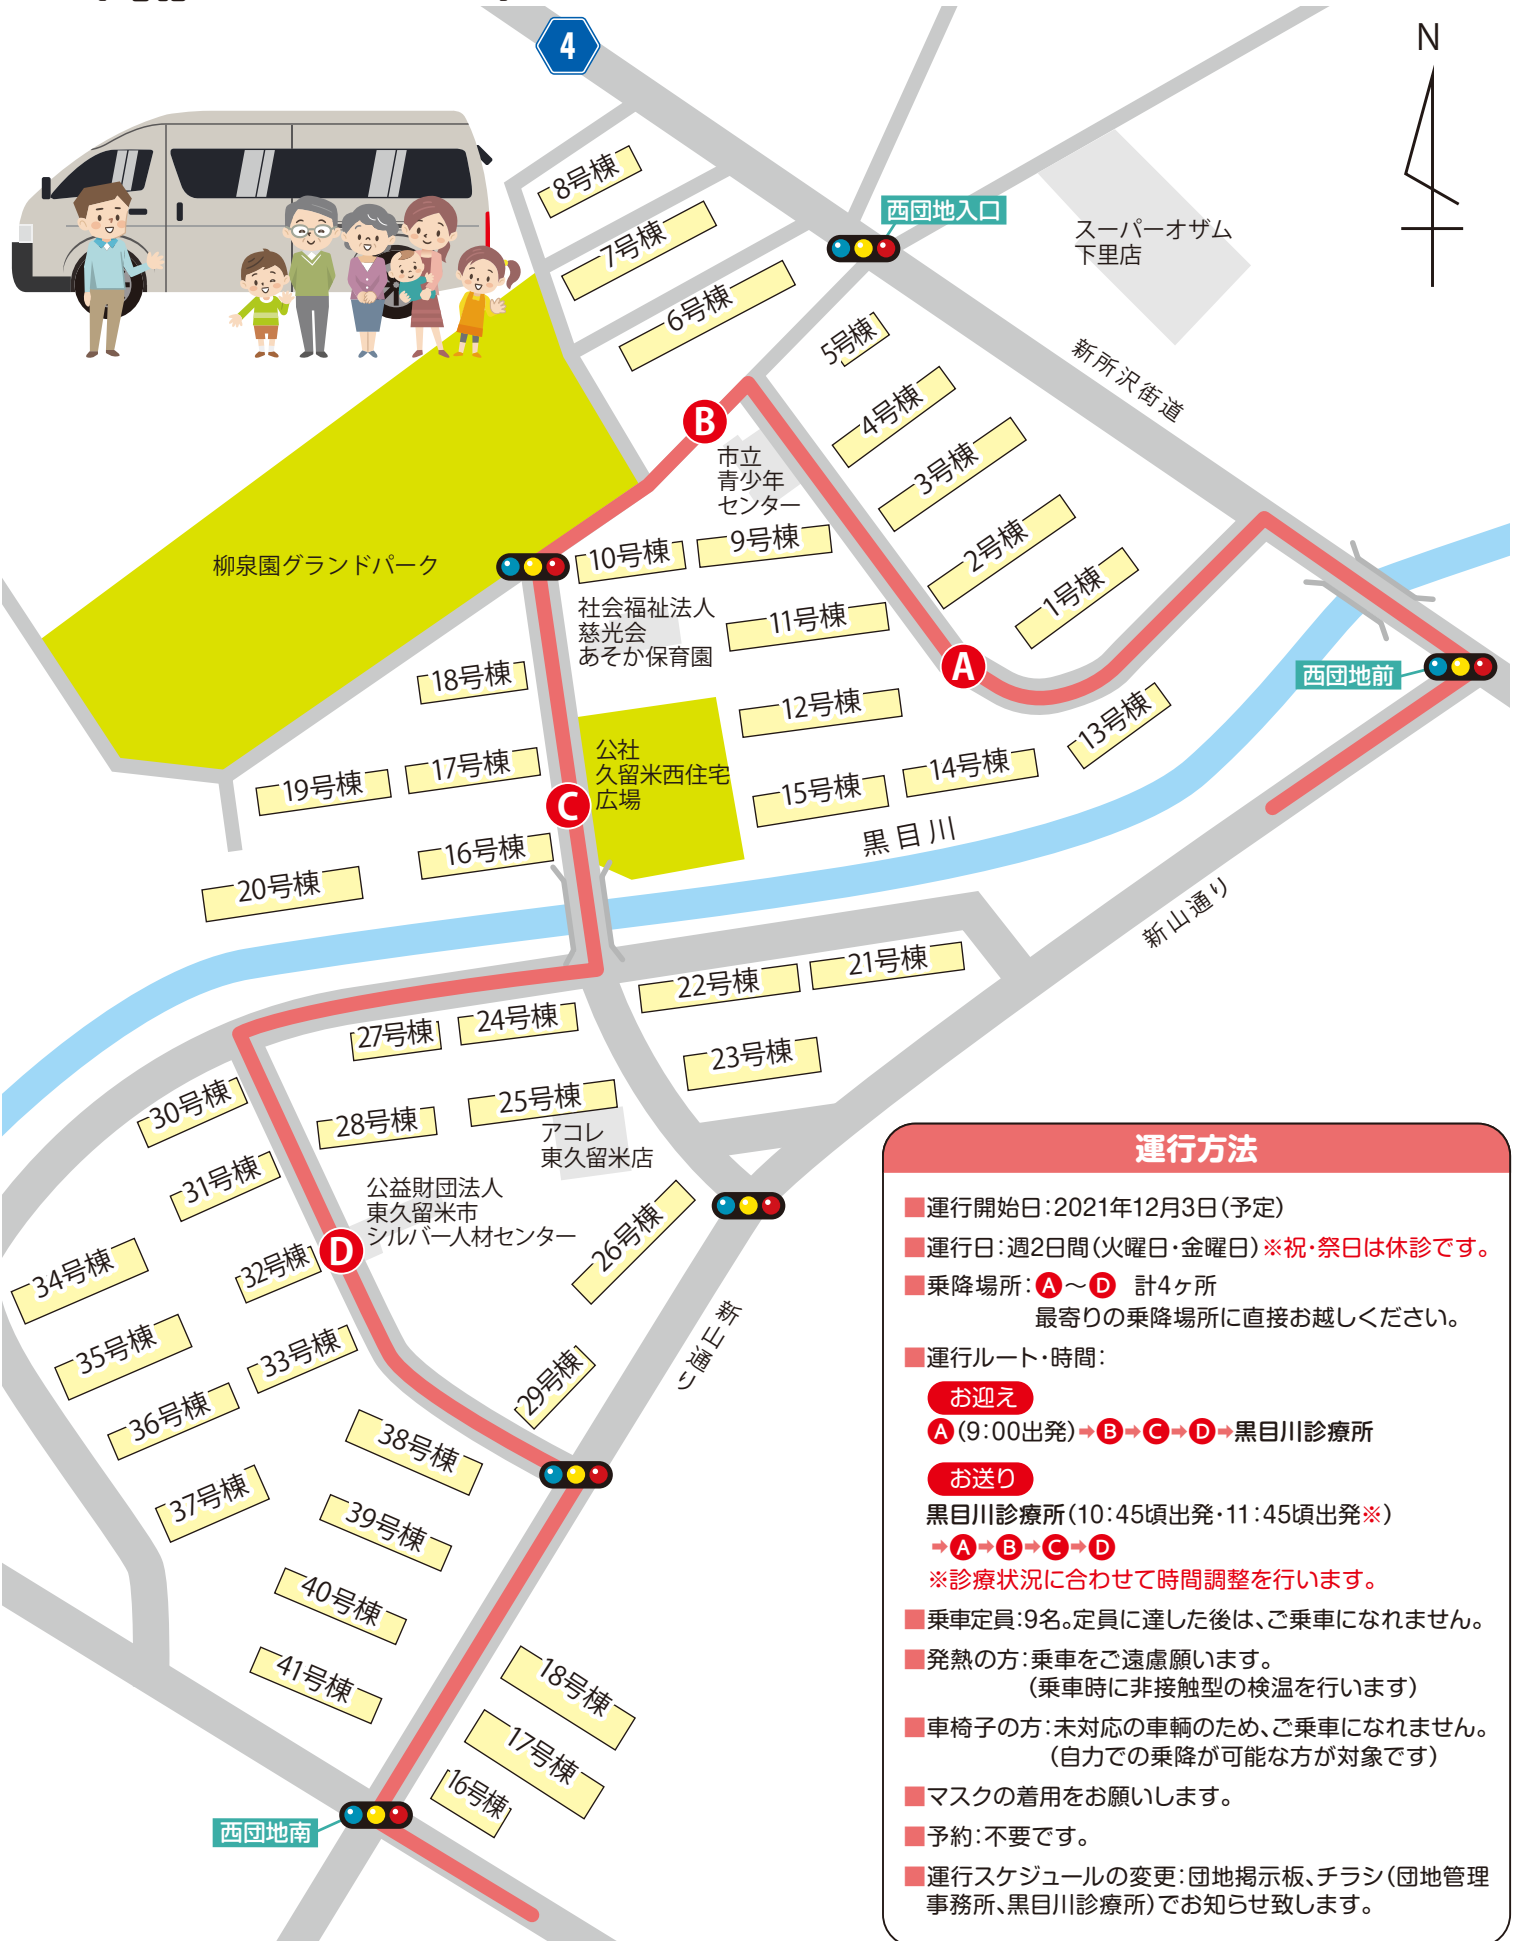 4
N
8号棟
7号棟
6号棟
西団地入口
スーパーオザム
下里店
5号棟
4号棟
3号棟
2号棟
1号棟
新所沢街道
B
市立
青少年
センター
10号棟
9号棟
柳泉園グランドパーク
社会福祉法人
慈光会
あそか保育園
11号棟
A
西団地前
18号棟
12号棟
13号棟
公社
久留米西住宅
広場
19号棟
17号棟
C
15号棟
14号棟
黒目川
16号棟
20号棟
新山通り
22号棟
21号棟
27号棟
24号棟
23号棟
30号棟
28号棟
25号棟
アコレ
東久留米店
31号棟
公益財団法人
東久留米市
シルバー人材センター
D
26号棟
34号棟
32号棟
新山通り
35号棟
33号棟
29号棟
36号棟
38号棟
37号棟
39号棟
40号棟
41号棟
18号棟
17号棟
16号棟
西団地南
運行方法
■運行開始日:2021年12月3日(予定)
■運行日:週2日間(火曜日・金曜日)※祝・祭日は休診です。
■乗降場所:A〜D 計4ヶ所
最寄りの乗降場所に直接お越しください。
■運行ルート・時間:
お迎え
A(9:00出発)➡B➡C➡D➡黒目川診療所
お送り
黒目川診療所(10:45頃出発・11:45頃出発※)
➡A➡B➡C➡D
※診療状況に合わせて時間調整を行います。
■乗車定員:9名。定員に達した後は、ご乗車になれません。
■発熱の方:乗車をご遠慮願います。
(乗車時に非接触型の検温を行います)
■車椅子の方:未対応の車輌のため、ご乗車になれません。
(自力での乗降が可能な方が対象です)
■マスクの着用をお願いします。
■予約:不要です。
■運行スケジュールの変更:団地掲示板、チラシ(団地管理
事務所、黒目川診療所)でお知らせ致します。